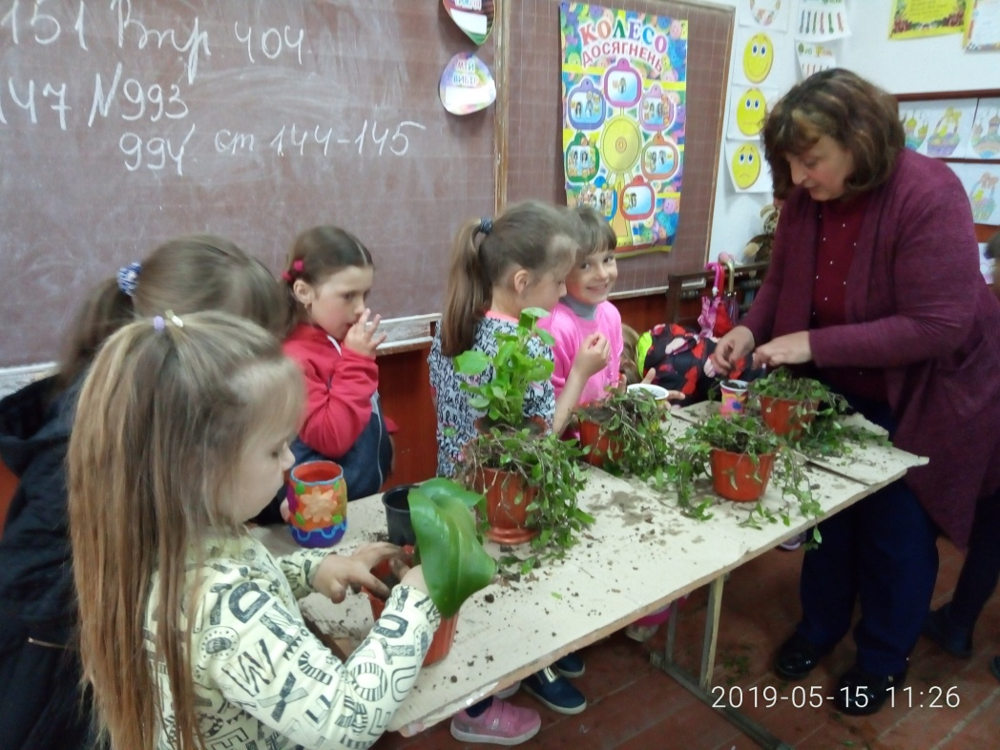 151 Впр 404.
147 №993
994 ст 144-145
КОЛЕСО
ДОСЯГНЕНЬ
2019-05-15 11:26